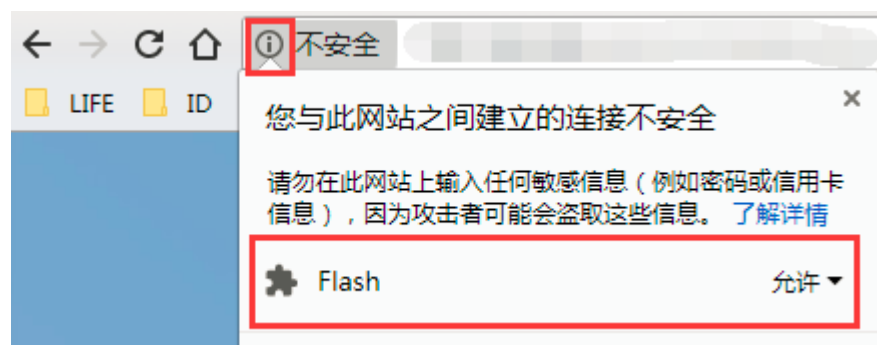 不安全
LIFE ID
您与此网站之间建立的连接不安全
请勿在此网站上输入任何敏感信息（例如密码或信用卡
信息），因为攻击者可能会盗取这些信息。 了解详情
Flash 允许